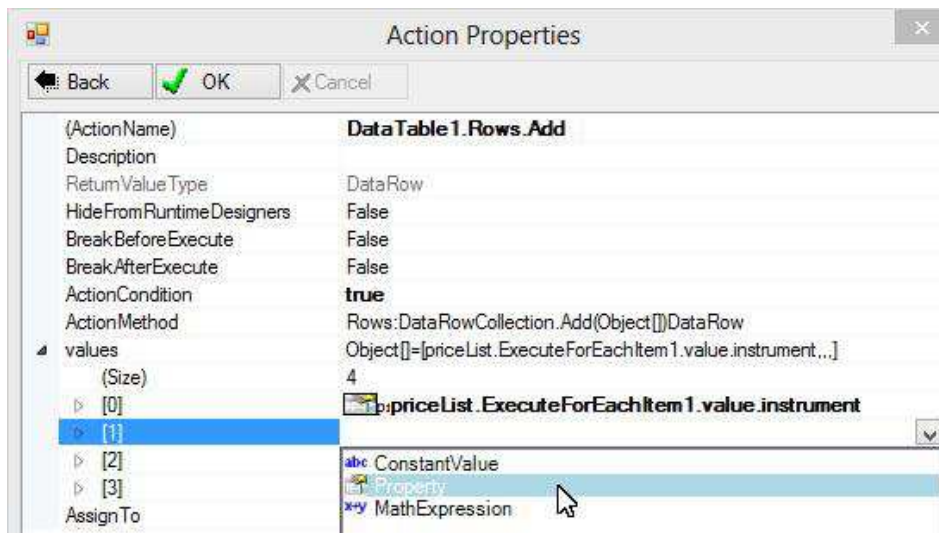 Action Properties
Back OK Cancel
(ActionName) DataTable1.Rows.Add
Description
ReturnValueType DataRow
HideFromRuntimeDesigners False
BreakBeforeExecute False
BreakAfterExecute False
ActionCondition true
ActionMethod Rows:DataRowCollection.Add(Object[])DataRow
values Object[]=[priceList.ExecuteForEachItem1.value.instrument,,,]
(Size) 4
[0] priceList.ExecuteForEachItem1.value.instrument
[1]
abc ConstantValue
[2] Property
[3] x+y MathExpression
AssignTo